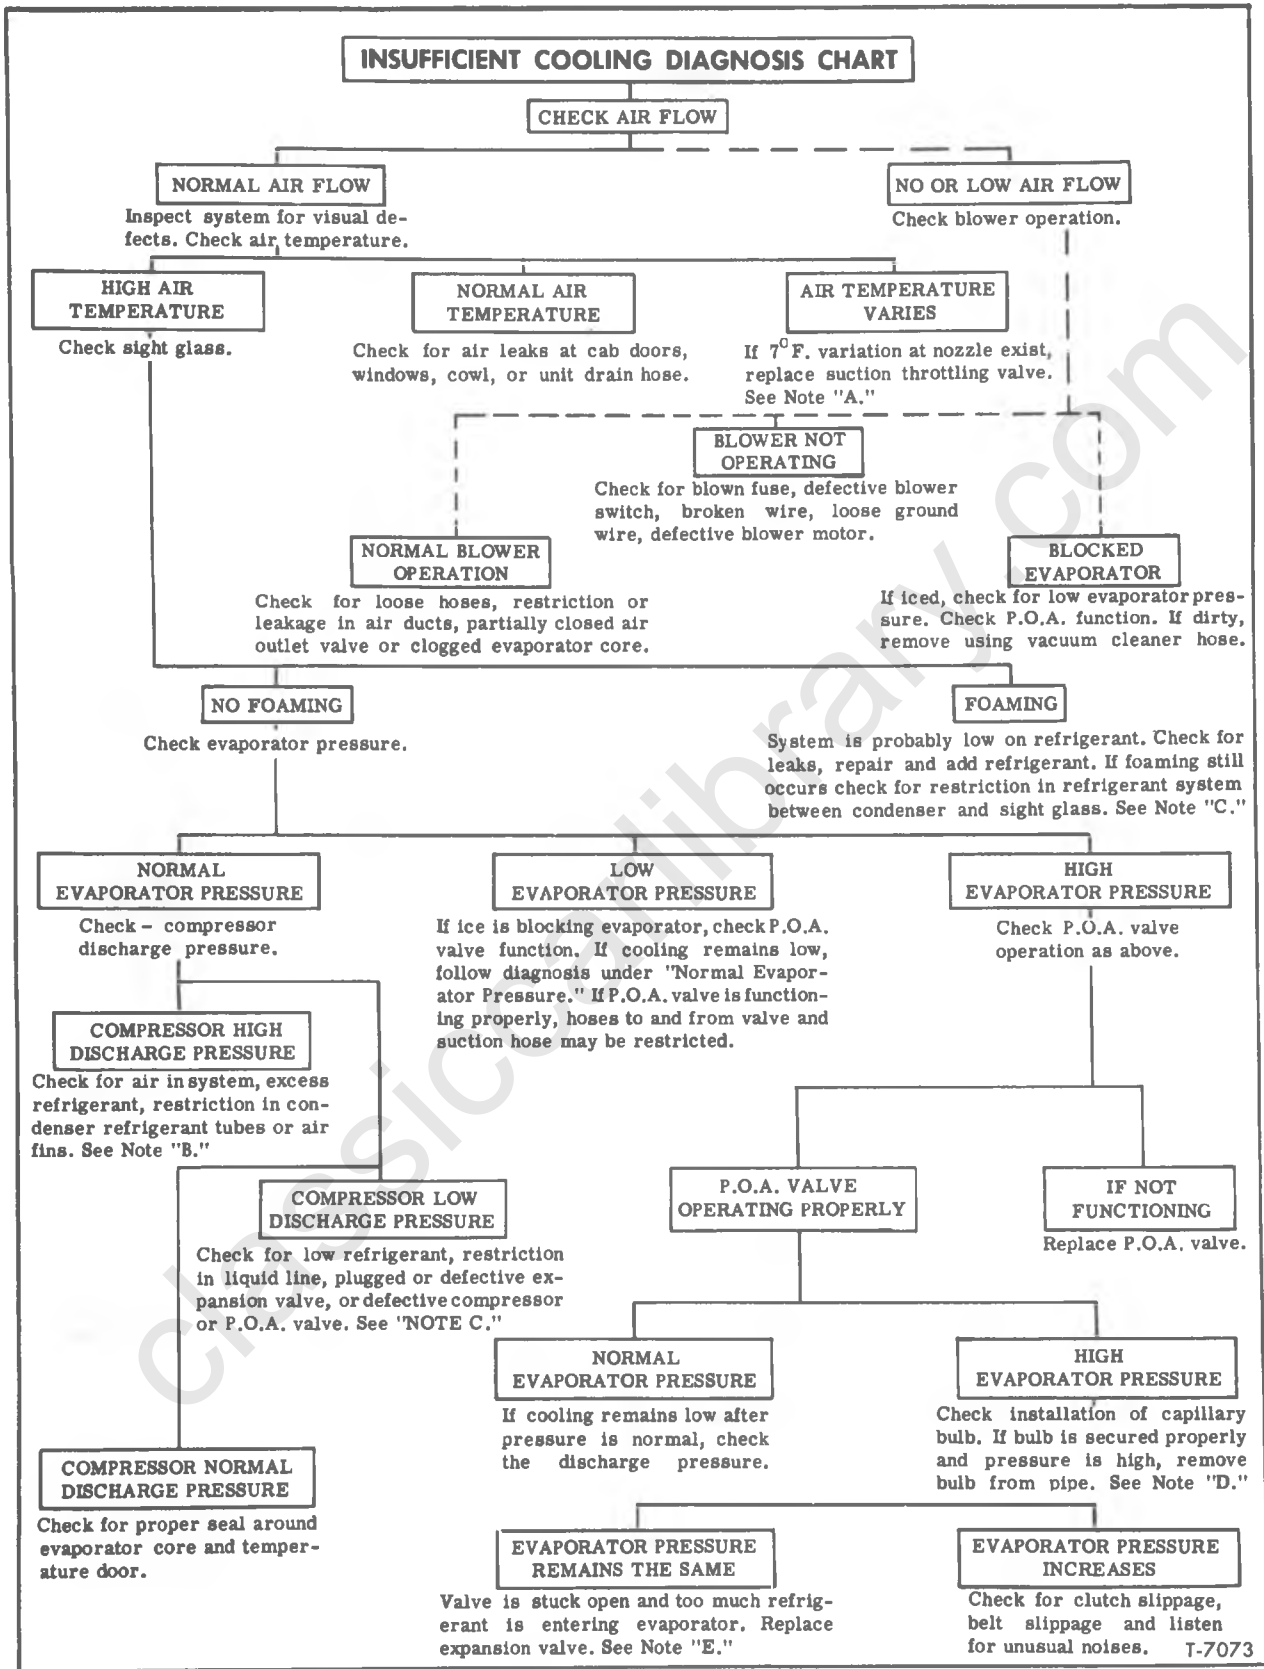 INSUFFICIENT COOLING DIAGNOSIS CHART
CHECK AIR FLOW
NORMAL AIR FLOW
Inspect system for visual de-
fects. Check air temperature.
NO OR LOW AIR FLOW
Check blower operation.
HIGH AIR
TEMPERATURE
Check sight glass.
NORMAL AIR
TEMPERATURE
Check for air leaks at cab doors,
windows, cowl, or unit drain hose.
AIR TEMPERATURE
VARIES
If 7° F. variation at nozzle exist,
replace suction throttling valve.
See Note "A."
BLOWER NOT
OPERATING
Check for blown fuse, defective blower
switch, broken wire, loose ground
wire, defective blower motor.
NORMAL BLOWER
OPERATION
Check for loose hoses, restriction or
leakage in air ducts, partially closed air
outlet valve or clogged evaporator core.
BLOCKED
EVAPORATOR
If iced, check for low evaporator pres-
sure. Check P.O.A. function. If dirty,
remove using vacuum cleaner hose.
NO FOAMING
Check evaporator pressure.
FOAMING
System is probably low on refrigerant. Check for
leaks, repair and add refrigerant. If foaming still
occurs check for restriction in refrigerant system
between condenser and sight glass. See Note "C."
NORMAL
EVAPORATOR PRESSURE
Check - compressor
discharge pressure.
LOW
EVAPORATOR PRESSURE
If ice is blocking evaporator, check P.O.A.
valve function. If cooling remains low,
follow diagnosis under "Normal Evapor-
ator Pressure." If P.O.A. valve is function-
ing properly, hoses to and from valve and
suction hose may be restricted.
HIGH
EVAPORATOR PRESSURE
Check P.O.A. valve
operation as above.
COMPRESSOR HIGH
DISCHARGE PRESSURE
Check for air in system, excess
refrigerant, restriction in con-
denser refrigerant tubes or air
fins. See Note "B."
COMPRESSOR LOW
DISCHARGE PRESSURE
Check for low refrigerant, restriction
in liquid line, plugged or defective ex-
pansion valve, or defective compressor
or P.O.A. valve. See "NOTE C."
P.O.A. VALVE
OPERATING PROPERLY
IF NOT
FUNCTIONING
Replace P.O.A. valve.
NORMAL
EVAPORATOR PRESSURE
If cooling remains low after
pressure is normal, check
the discharge pressure.
HIGH
EVAPORATOR PRESSURE
Check installation of capillary
bulb. If bulb is secured properly
and pressure is high, remove
bulb from pipe. See Note "D."
COMPRESSOR NORMAL
DISCHARGE PRESSURE
Check for proper seal around
evaporator core and temper-
ature door.
EVAPORATOR PRESSURE
REMAINS THE SAME
Valve is stuck open and too much refrig-
erant is entering evaporator. Replace
expansion valve. See Note "E."
EVAPORATOR PRESSURE
INCREASES
Check for clutch slippage,
belt slippage and listen
for unusual noises.
T-7073
classiccarlibrary.com